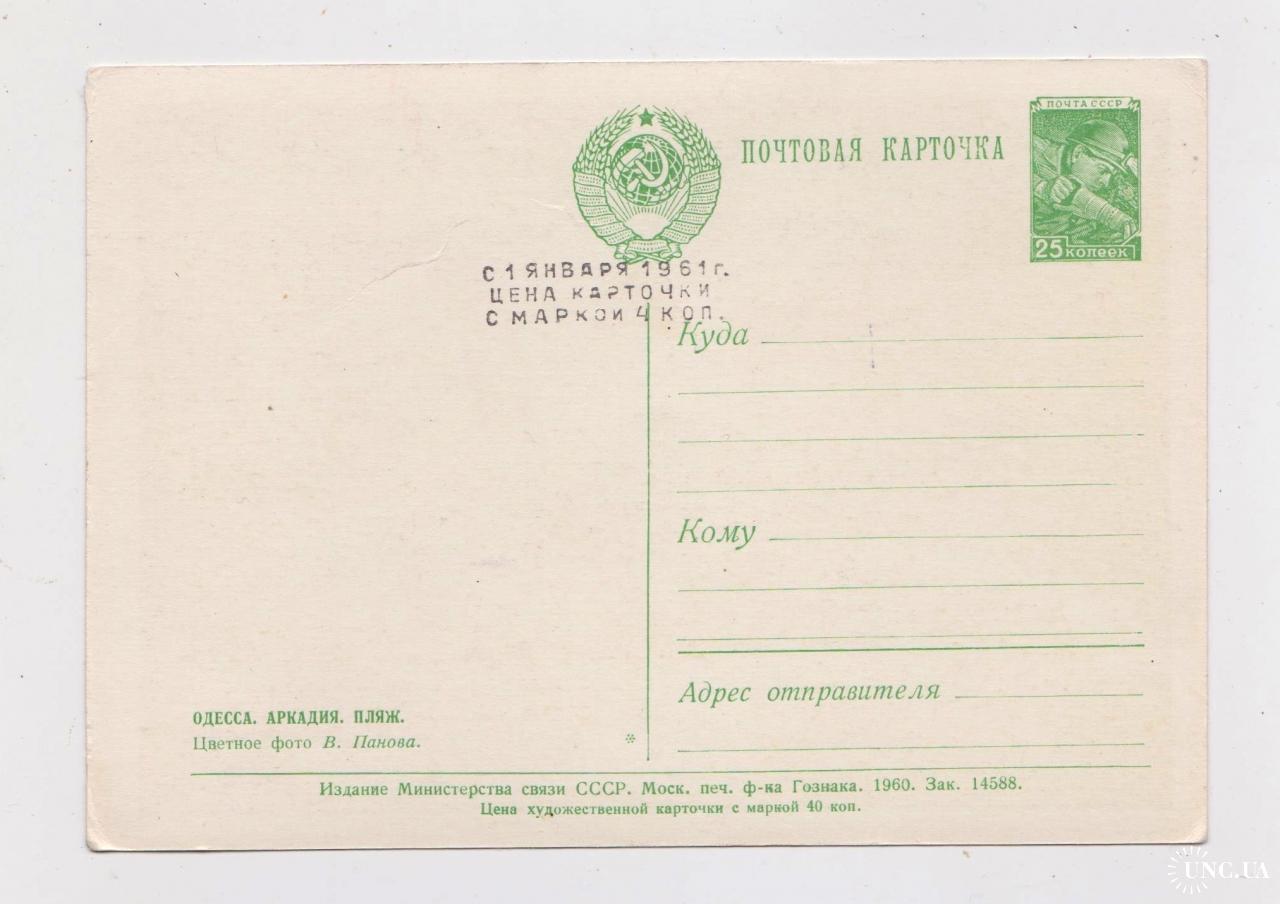 ПОЧТА СССР
ПОЧТОВАЯ КАРТОЧКА
25 копеек
С 1 ЯНВАРЯ 1961 г.
ЦЕНА КАРТОЧКИ
С МАРКОЙ 4 КОП.
Куда
Кому
Адрес отправителя
ОДЕССА. АРКАДИЯ. ПЛЯЖ.
Цветное фото В. Панова.
*
Издание Министерства связи СССР. Моск. печ. ф-ка Гознака. 1960. Зак. 14588.
Цена художественной карточки с маркой 40 коп.
UNC.UA